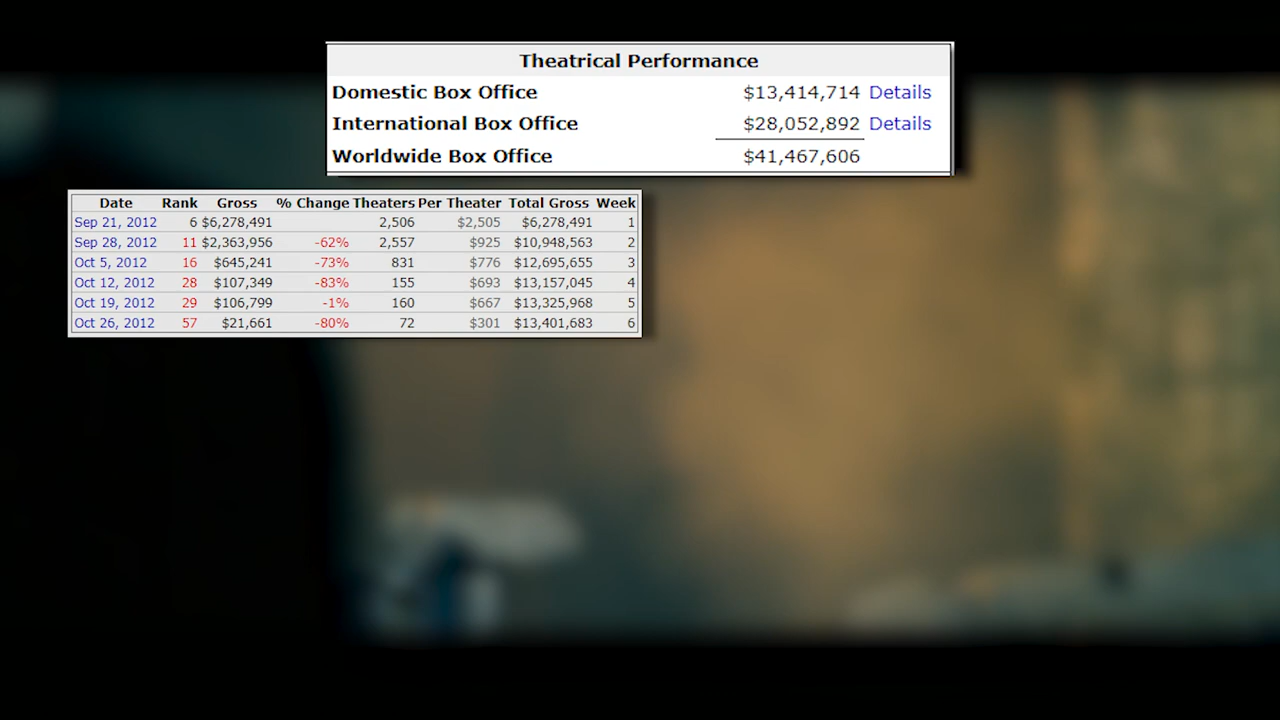 Theatrical Performance
Domestic Box Office $13,414,714 Details
International Box Office $28,052,892 Details
Worldwide Box Office $41,467,606
Date Rank Gross % Change Theaters Per Theater Total Gross Week
Sep 21, 2012 6 $6,278,491 2,506 $2,505 $6,278,491 1
Sep 28, 2012 11 $2,363,956 -62% 2,557 $925 $10,948,563 2
Oct 5, 2012 16 $645,241 -73% 831 $776 $12,695,655 3
Oct 12, 2012 28 $107,349 -83% 155 $693 $13,157,045 4
Oct 19, 2012 29 $106,799 -1% 160 $667 $13,325,968 5
Oct 26, 2012 57 $21,661 -80% 72 $301 $13,401,683 6